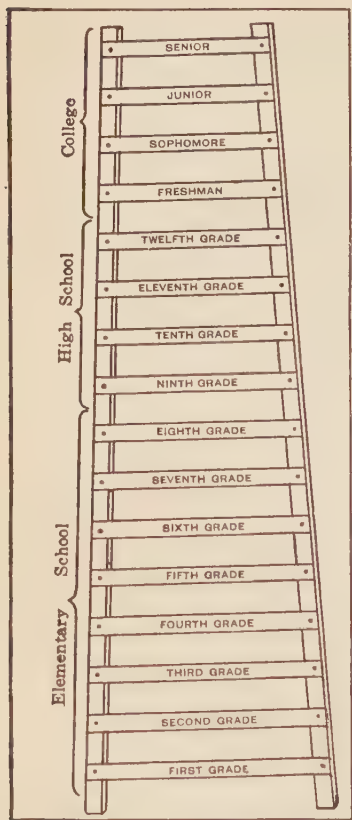 College
High School
Elementary School
SENIOR
JUNIOR
SOPHOMORE
FRESHMAN
TWELFTH GRADE
ELEVENTH GRADE
TENTH GRADE
NINTH GRADE
EIGHTH GRADE
SEVENTH GRADE
SIXTH GRADE
FIFTH GRADE
FOURTH GRADE
THIRD GRADE
SECOND GRADE
FIRST GRADE